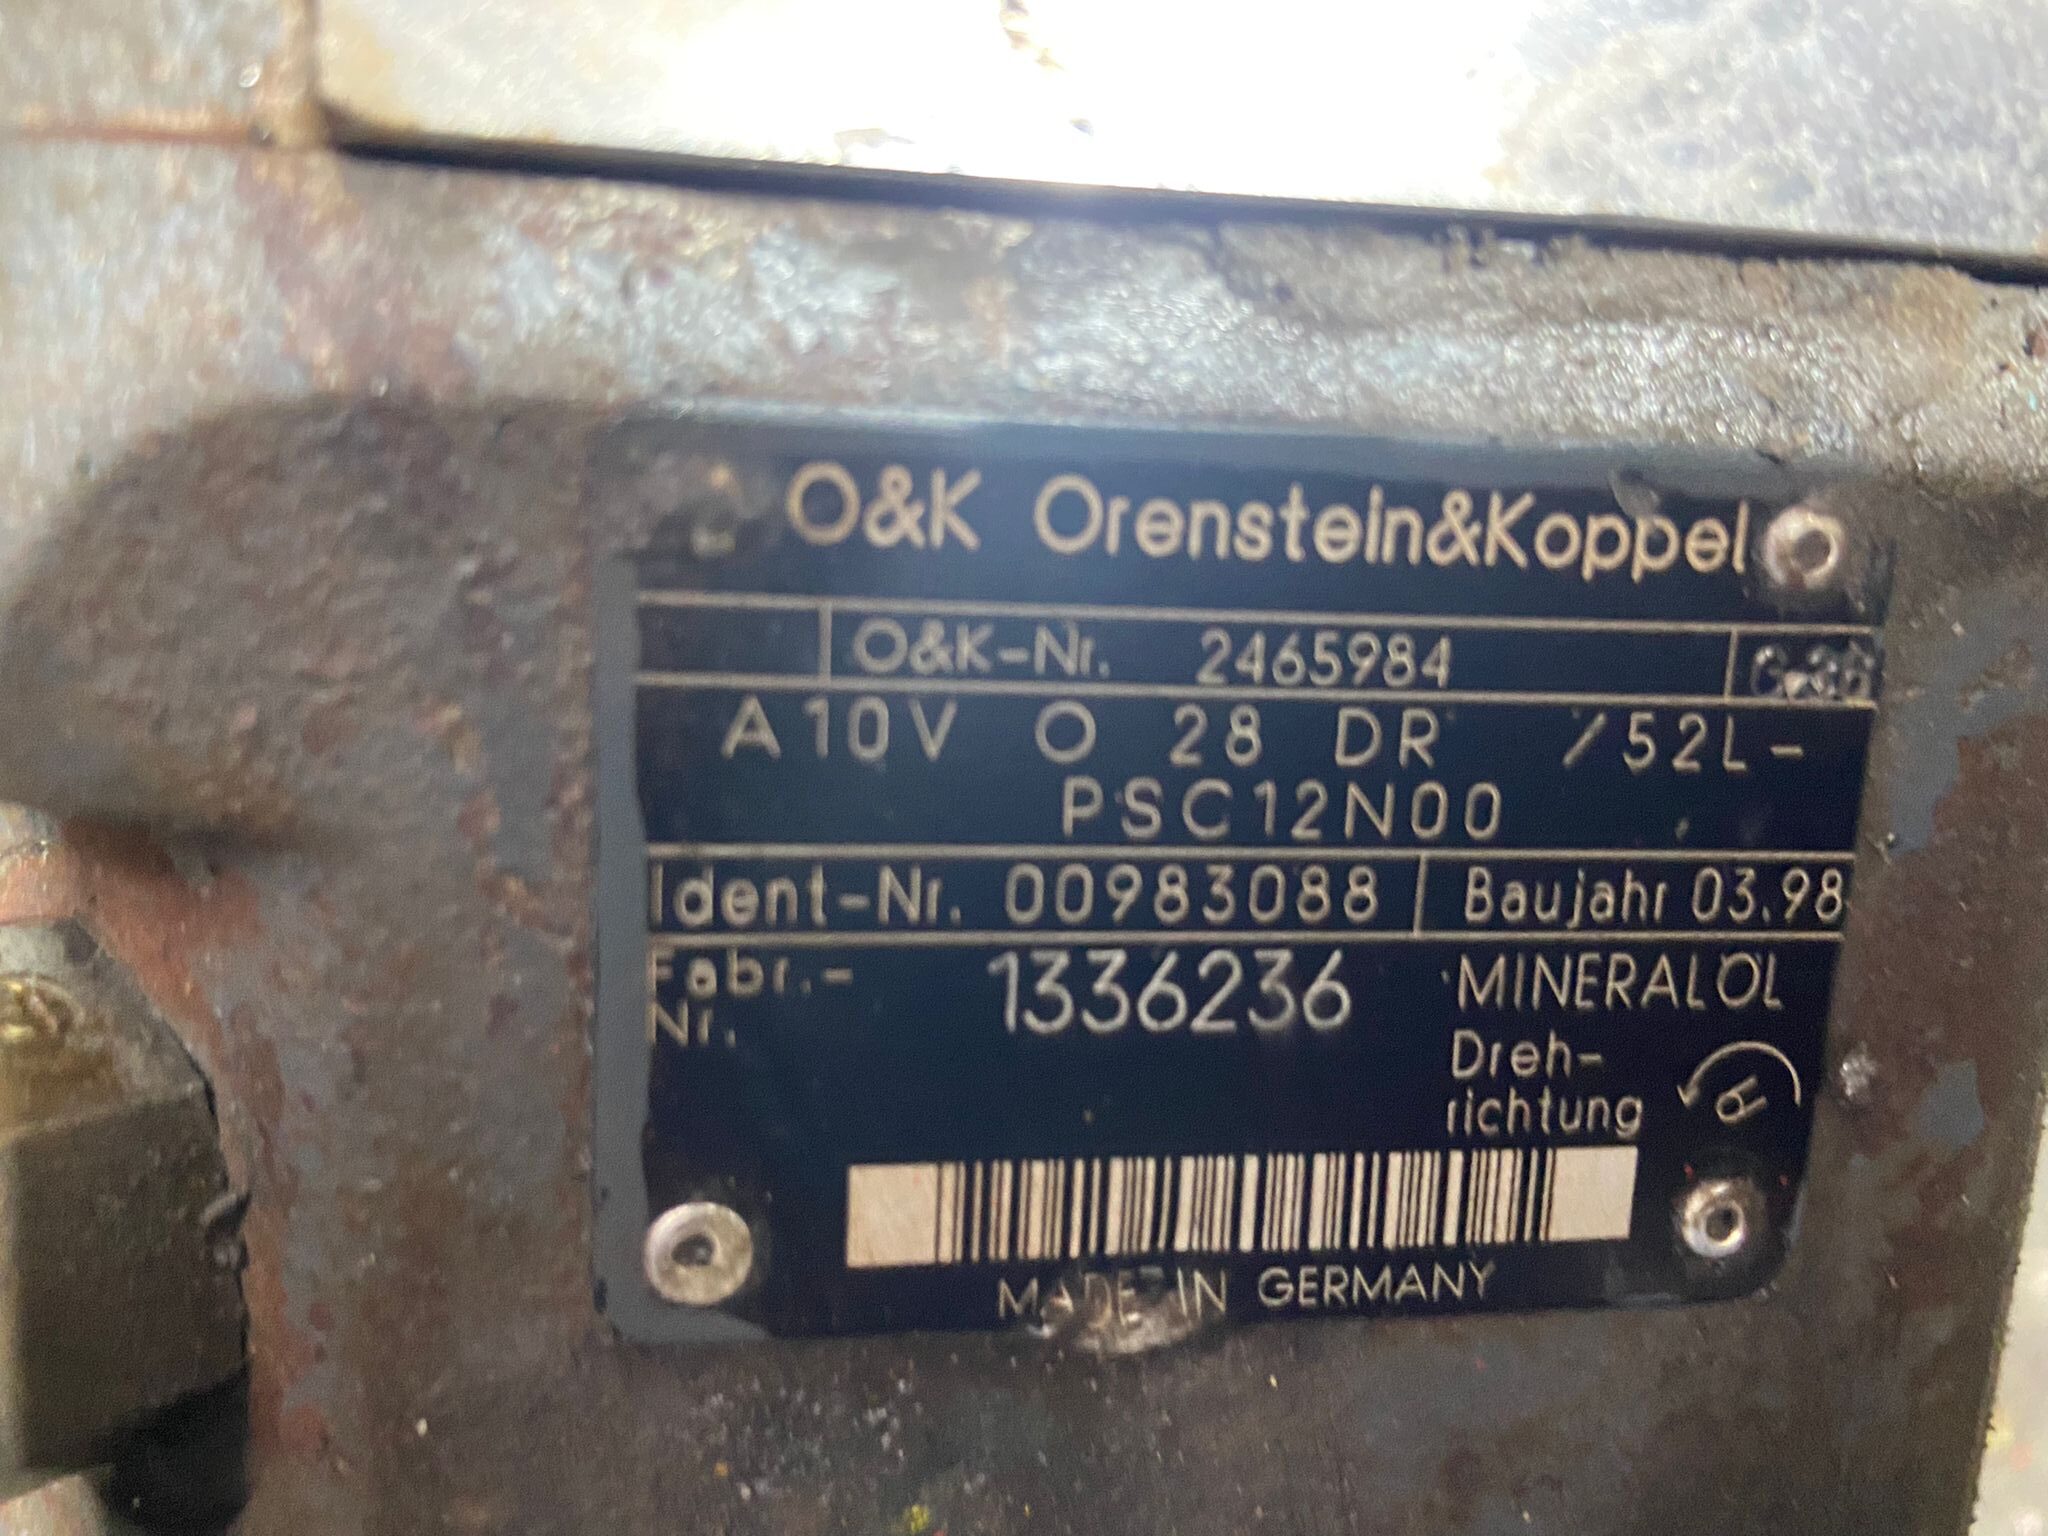 O&K Orenstein&Koppel
O&K-Nr. 2465984
A10V O 28 DR /52L-
PSC12N00
Ident-Nr. 00983088 Baujahr 03.98
Fabr.- 1336236 MINERALÖL
Nr.
Dreh-
richtung
MADE IN GERMANY